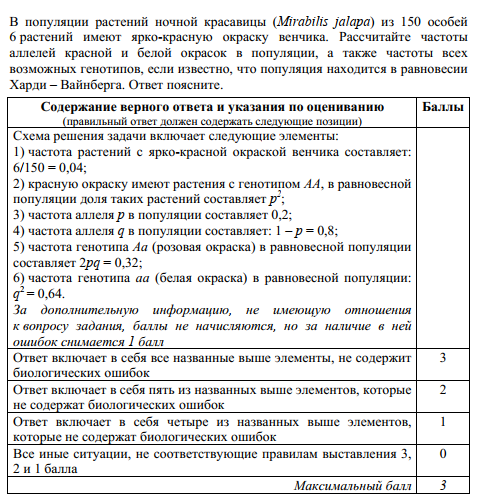 В популяции растений ночной красавицы (Mirabilis jalapa) из 150 особей
6 растений имеют ярко-красную окраску венчика. Рассчитайте частоты
аллелей красной и белой окрасок в популяции, а также частоты всех
возможных генотипов, если известно, что популяция находится в равновесии
Харди – Вайнберга. Ответ поясните.
Содержание верного ответа и указания по оцениванию
(правильный ответ должен содержать следующие позиции)
Баллы
Схема решения задачи включает следующие элементы:
1) частота растений с ярко-красной окраской венчика составляет:
6/150 = 0,04;
2) красную окраску имеют растения с генотипом AA, в равновесной
популяции доля таких растений составляет p²;
3) частота аллеля p в популяции составляет 0,2;
4) частота аллеля q в популяции составляет: 1 – p = 0,8;
5) частота генотипа Aa (розовая окраска) в равновесной популяции
составляет 2pq = 0,32;
6) частота генотипа aa (белая окраска) в равновесной популяции:
q² = 0,64.
За дополнительную информацию, не имеющую отношения
к вопросу задания, баллы не начисляются, но за наличие в ней
ошибок снимается 1 балл
Ответ включает в себя все названные выше элементы, не содержит
биологических ошибок
3
Ответ включает в себя пять из названных выше элементов, которые
не содержат биологических ошибок
2
Ответ включает в себя четыре из названных выше элементов,
которые не содержат биологических ошибок
1
Все иные ситуации, не соответствующие правилам выставления 3,
2 и 1 балла
0
Максимальный балл
3